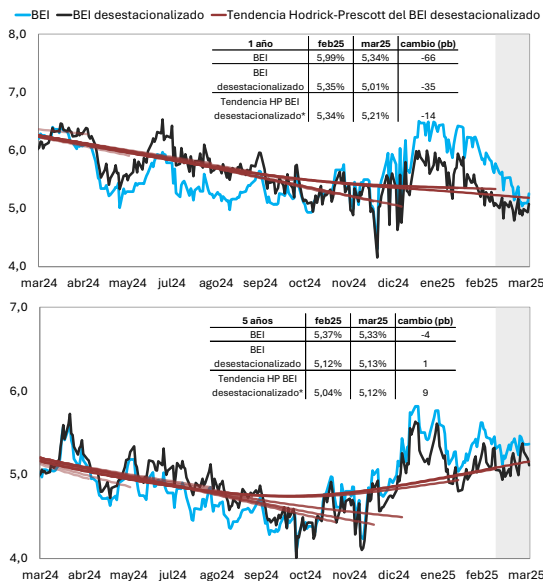 BEI BEI desestacionalizado Tendencia Hodrick-Prescott del BEI desestacionalizado
8,0
1 año feb25 mar25 cambio (pb)
BEI 5,99% 5,34% -66
BEI
desestacionalizado 5,35% 5,01% -35
Tendencia HP BEI
desestacionalizado* 5,34% 5,21% -14
7,0
6,0
5,0
4,0
mar24 abr24 may24 jul24 ago24 sep24 oct24 nov24 dic24 ene25 feb25 mar25
7,0
5 años feb25 mar25 cambio (pb)
BEI 5,37% 5,33% -4
BEI
desestacionalizado 5,12% 5,13% 1
Tendencia HP BEI
desestacionalizado* 5,04% 5,12% 9
6,0
5,0
4,0
mar24 abr24 may24 jul24 ago24 sep24 oct24 nov24 dic24 ene25 feb25 mar25